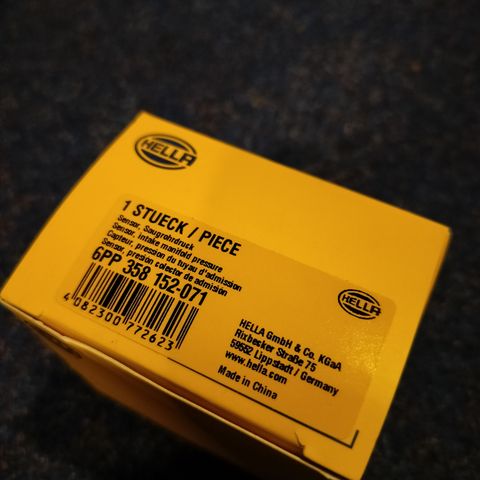 HELLA
1 STUECK / PIECE
Sensor, Saugrohrdruck
Sensor, intake manifold pressure
Capteur, pression du tuyau d'admission
Sensor, presion colector de admision
6PP 358 152-071
4 082300 772623
HELLA
HELLA GmbH & Co. KGaA
Rixbecker Straße 75
59552 Lippstadt / Germany
www.hella.com
Made in China